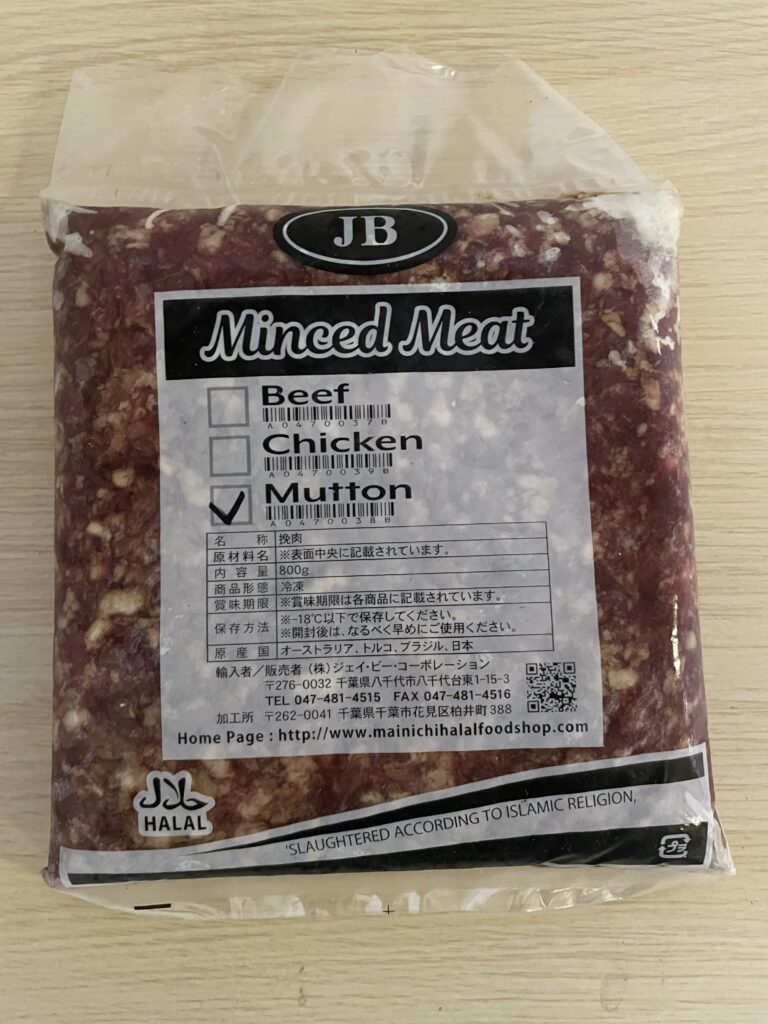 JB
Minced Meat
Beef
A0470037B
Chicken
A0470039B
Mutton
A0470038B
名称 挽肉
原材料名 ※表面中央に記載されています。
内容量 800g
商品形態 冷凍
賞味期限 ※賞味期限は各商品に記載されています。
保存方法 ※-18℃以下で保存してください。
※開封後は、なるべく早めにご使用ください。
原産国 オーストラリア、トルコ、ブラジル、日本
輸入者／販売者 (株)ジェイ・ビー・コーポレーション
〒276-0032 千葉県八千代市八千代台東1-15-3
TEL 047-481-4515 FAX 047-481-4516
加工所 〒262-0041 千葉県千葉市花見区柏井町388
Home Page : http://www.mainichihalalfoodshop.com
حلال
HALAL
'SLAUGHTERED ACCORDING TO ISLAMIC RELIGION,
プラ